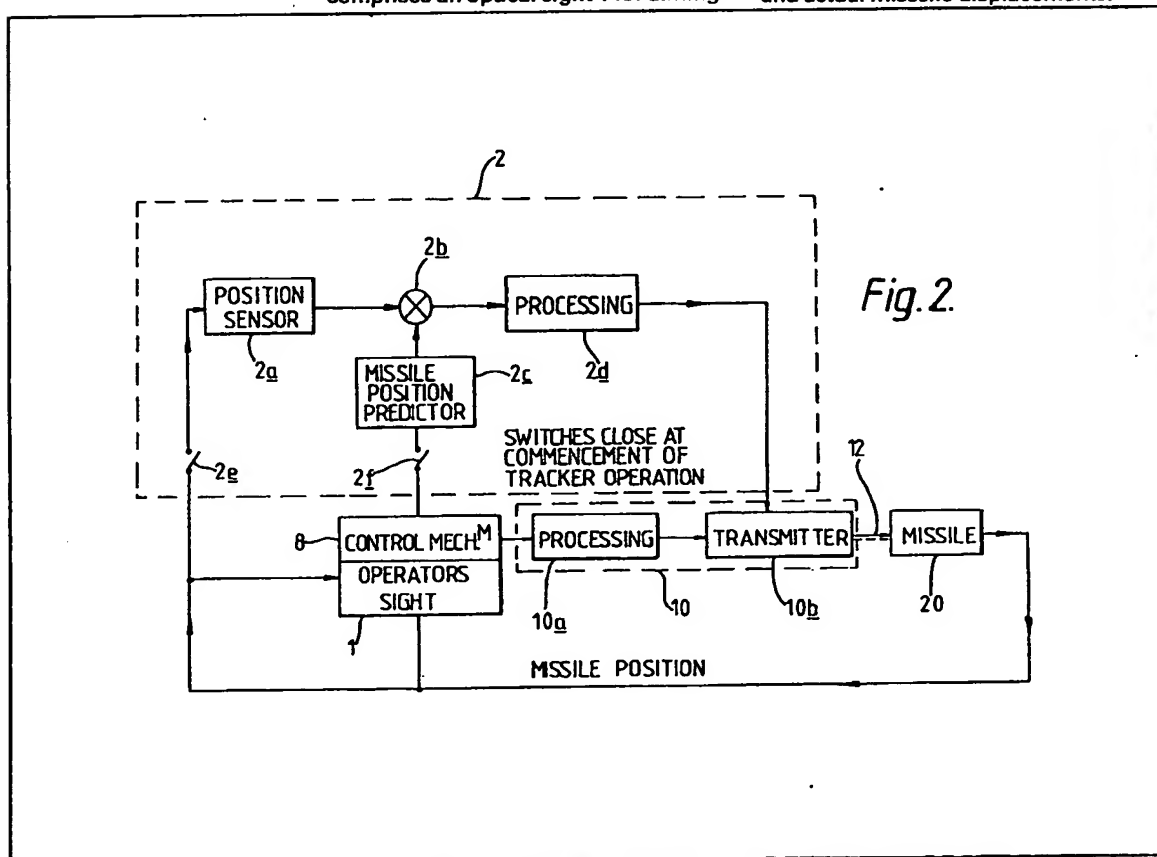 comprises an optical sight 1 for aiming and actual missile displacements.
2
2b
Fig. 2.
POSITION
SENSOR
2a
PROCESSING
2d
MISSILE
POSITION
PREDICTOR
2c
SWITCHES CLOSE AT
COMMENCEMENT OF
TRACKER OPERATION
2e
2f
12
8
CONTROL MECH.M
OPERATORS
SIGHT
1
PROCESSING
10a
10
TRANSMITTER
10b
MISSILE
20
MISSILE POSITION